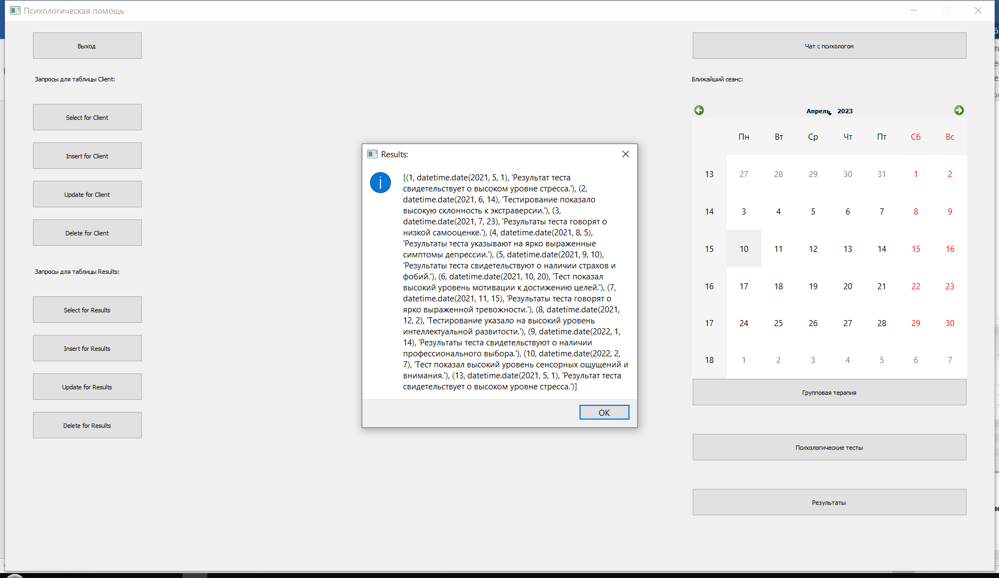 Психологическая помощь
Выход
Запросы для таблицы Client:
Select for Client
Insert for Client
Update for Client
Delete for Client
Запросы для таблицы Results:
Select for Results
Insert for Results
Update for Results
Delete for Results
Results:
[(1, datetime.date(2021, 5, 1), 'Результат теста
свидетельствует о высоком уровне стресса.'), (2,
datetime.date(2021, 6, 14), 'Тестирование показало
высокую склонность к экстраверсии.'), (3,
datetime.date(2021, 7, 23), 'Результаты теста говорят о
низкой самооценке.'), (4, datetime.date(2021, 8, 5),
'Результаты теста указывают на ярко выраженные
симптомы депрессии.'), (5, datetime.date(2021, 9, 10),
'Результаты теста свидетельствуют о наличии страхов и
фобий.'), (6, datetime.date(2021, 10, 20), 'Тест показал
высокий уровень мотивации к достижению целей.'), (7,
datetime.date(2021, 11, 15), 'Результаты теста говорят о
ярко выраженной тревожности.'), (8, datetime.date(2021,
12, 2), 'Тестирование указало на высокий уровень
интеллектуальной развитости.'), (9, datetime.date(2022, 1,
14), 'Результаты теста свидетельствуют о наличии
профессионального выбора.'), (10, datetime.date(2022, 2,
7), 'Тест показал высокий уровень сенсорных ощущений и
внимания.'), (13, datetime.date(2021, 5, 1), 'Результат теста
свидетельствует о высоком уровне стресса.')]
OK
Чат с психологом
Ближайший сеанс:
Апрель 2023
Пн Вт Ср Чт Пт Сб Вс
13 27 28 29 30 31 1 2
14 3 4 5 6 7 8 9
15 10 11 12 13 14 15 16
16 17 18 19 20 21 22 23
17 24 25 26 27 28 29 30
18 1 2 3 4 5 6 7
Групповая терапия
Психологические тесты
Результаты